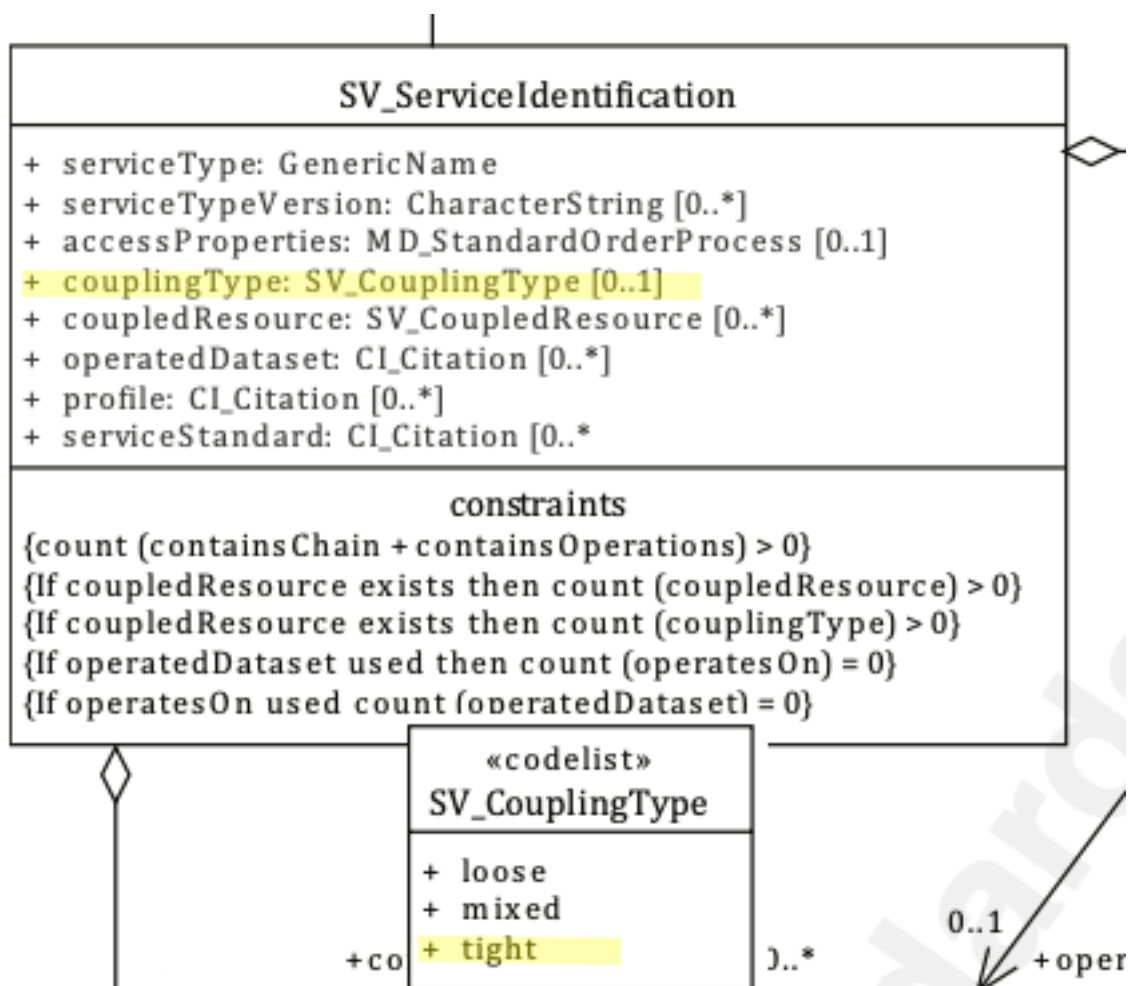 SV_ServiceIdentification
+ serviceType: GenericName
+ serviceTypeVersion: CharacterString [0..*]
+ accessProperties: MD_StandardOrderProcess [0..1]
+ couplingType: SV_CouplingType [0..1]
+ coupledResource: SV_CoupledResource [0..*]
+ operatedDataset: CI_Citation [0..*]
+ profile: CI_Citation [0..*]
+ serviceStandard: CI_Citation [0..*
constraints
{count (containsChain + containsOperations) > 0}
{If coupledResource exists then count (coupledResource) > 0}
{If coupledResource exists then count (couplingType) > 0}
{If operatedDataset used then count (operatesOn) = 0}
{If operatesOn used count (operatedDataset) = 0}
«codelist»
SV_CouplingType
+ loose
+ mixed
+ tight
0..1
+co
0..*
+oper